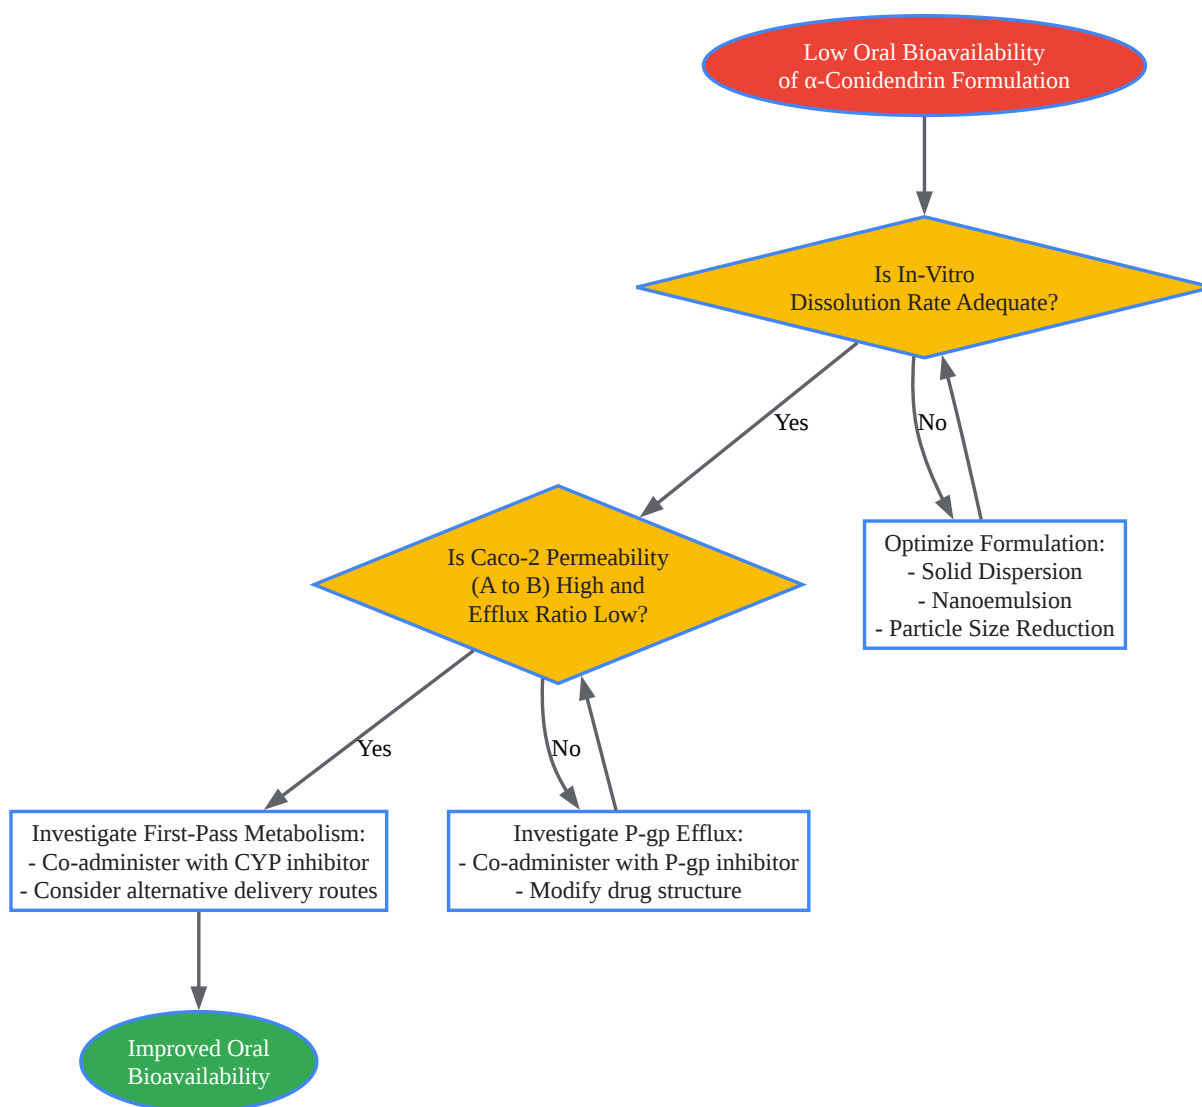 Low Oral Bioavailability
of α-Conidendrin Formulation
Is In-Vitro
Dissolution Rate Adequate?
Yes
No
Is Caco-2 Permeability
(A to B) High and
Efflux Ratio Low?
Optimize Formulation:
- Solid Dispersion
- Nanoemulsion
- Particle Size Reduction
Yes
No
Investigate First-Pass Metabolism:
- Co-administer with CYP inhibitor
- Consider alternative delivery routes
Investigate P-gp Efflux:
- Co-administer with P-gp inhibitor
- Modify drug structure
Improved Oral
Bioavailability